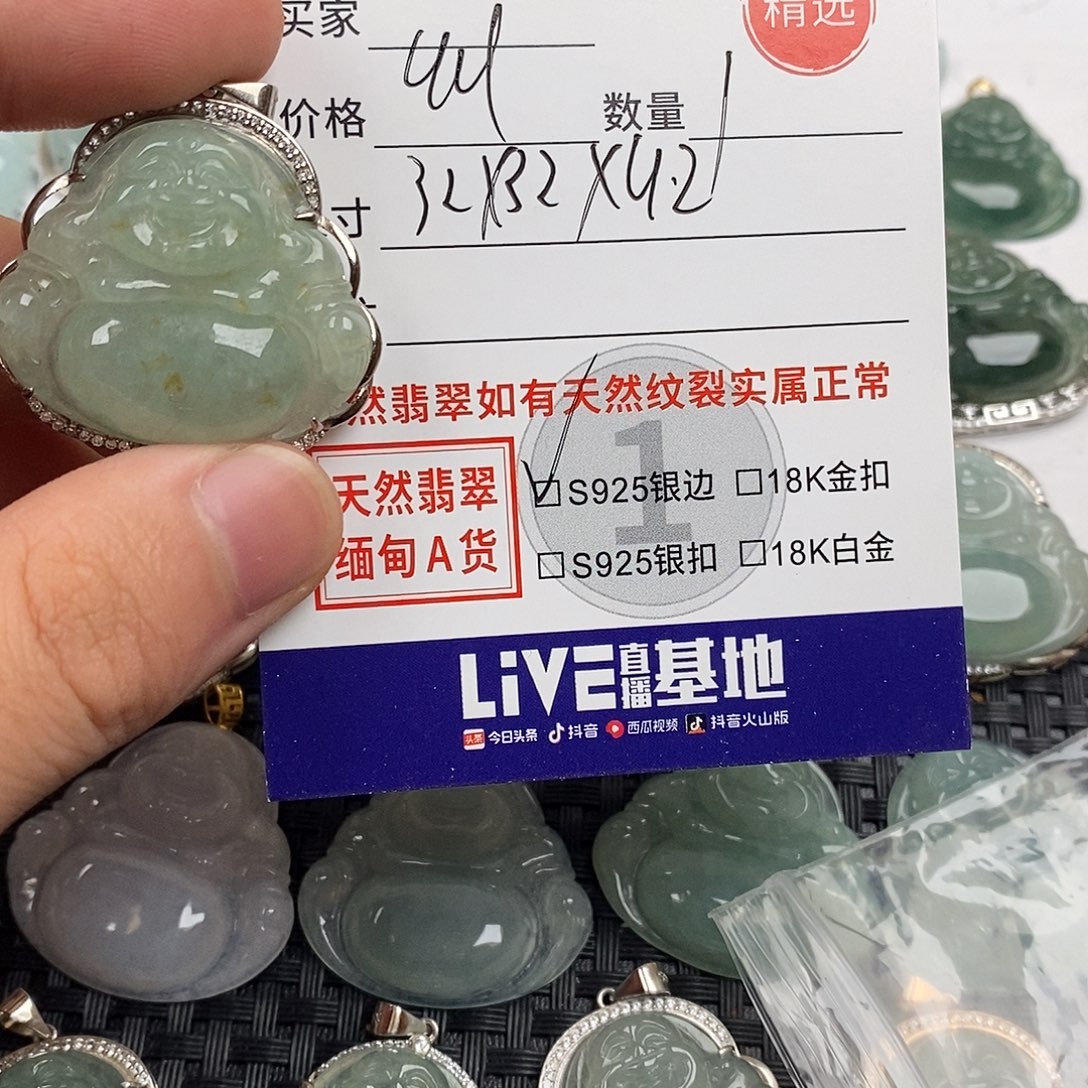 精选
买家
价格 数量
寸 32X32X4.2
然翡翠如有天然纹裂实属正常
天然翡翠
缅甸A货
1
S925银边 18K金扣
S925银扣 18K白金
LiVE直播基地
头条 今日头条 抖音 西瓜视频 抖音火山版